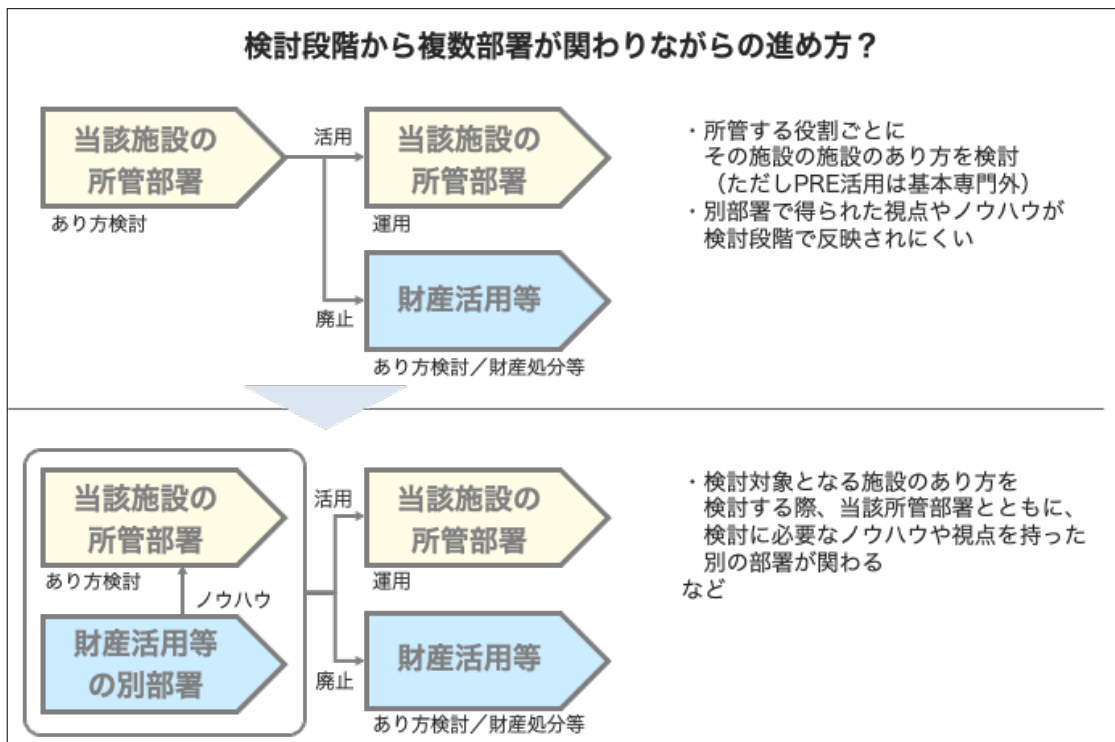 検討段階から複数部署が関わりながらの進め方？
当該施設の
所管部署
あり方検討
活用
当該施設の
所管部署
運用
廃止
財産活用等
あり方検討／財産処分等
・所管する役割ごとに
その施設の施設のあり方を検討
（ただしPRE活用は基本専門外）
・別部署で得られた視点やノウハウが
検討段階で反映されにくい
当該施設の
所管部署
あり方検討
ノウハウ
財産活用等
の別部署
活用
当該施設の
所管部署
運用
廃止
財産活用等
あり方検討／財産処分等
・検討対象となる施設のあり方を
検討する際、当該所管部署とともに、
検討に必要なノウハウや視点を持った
別の部署が関わる
など